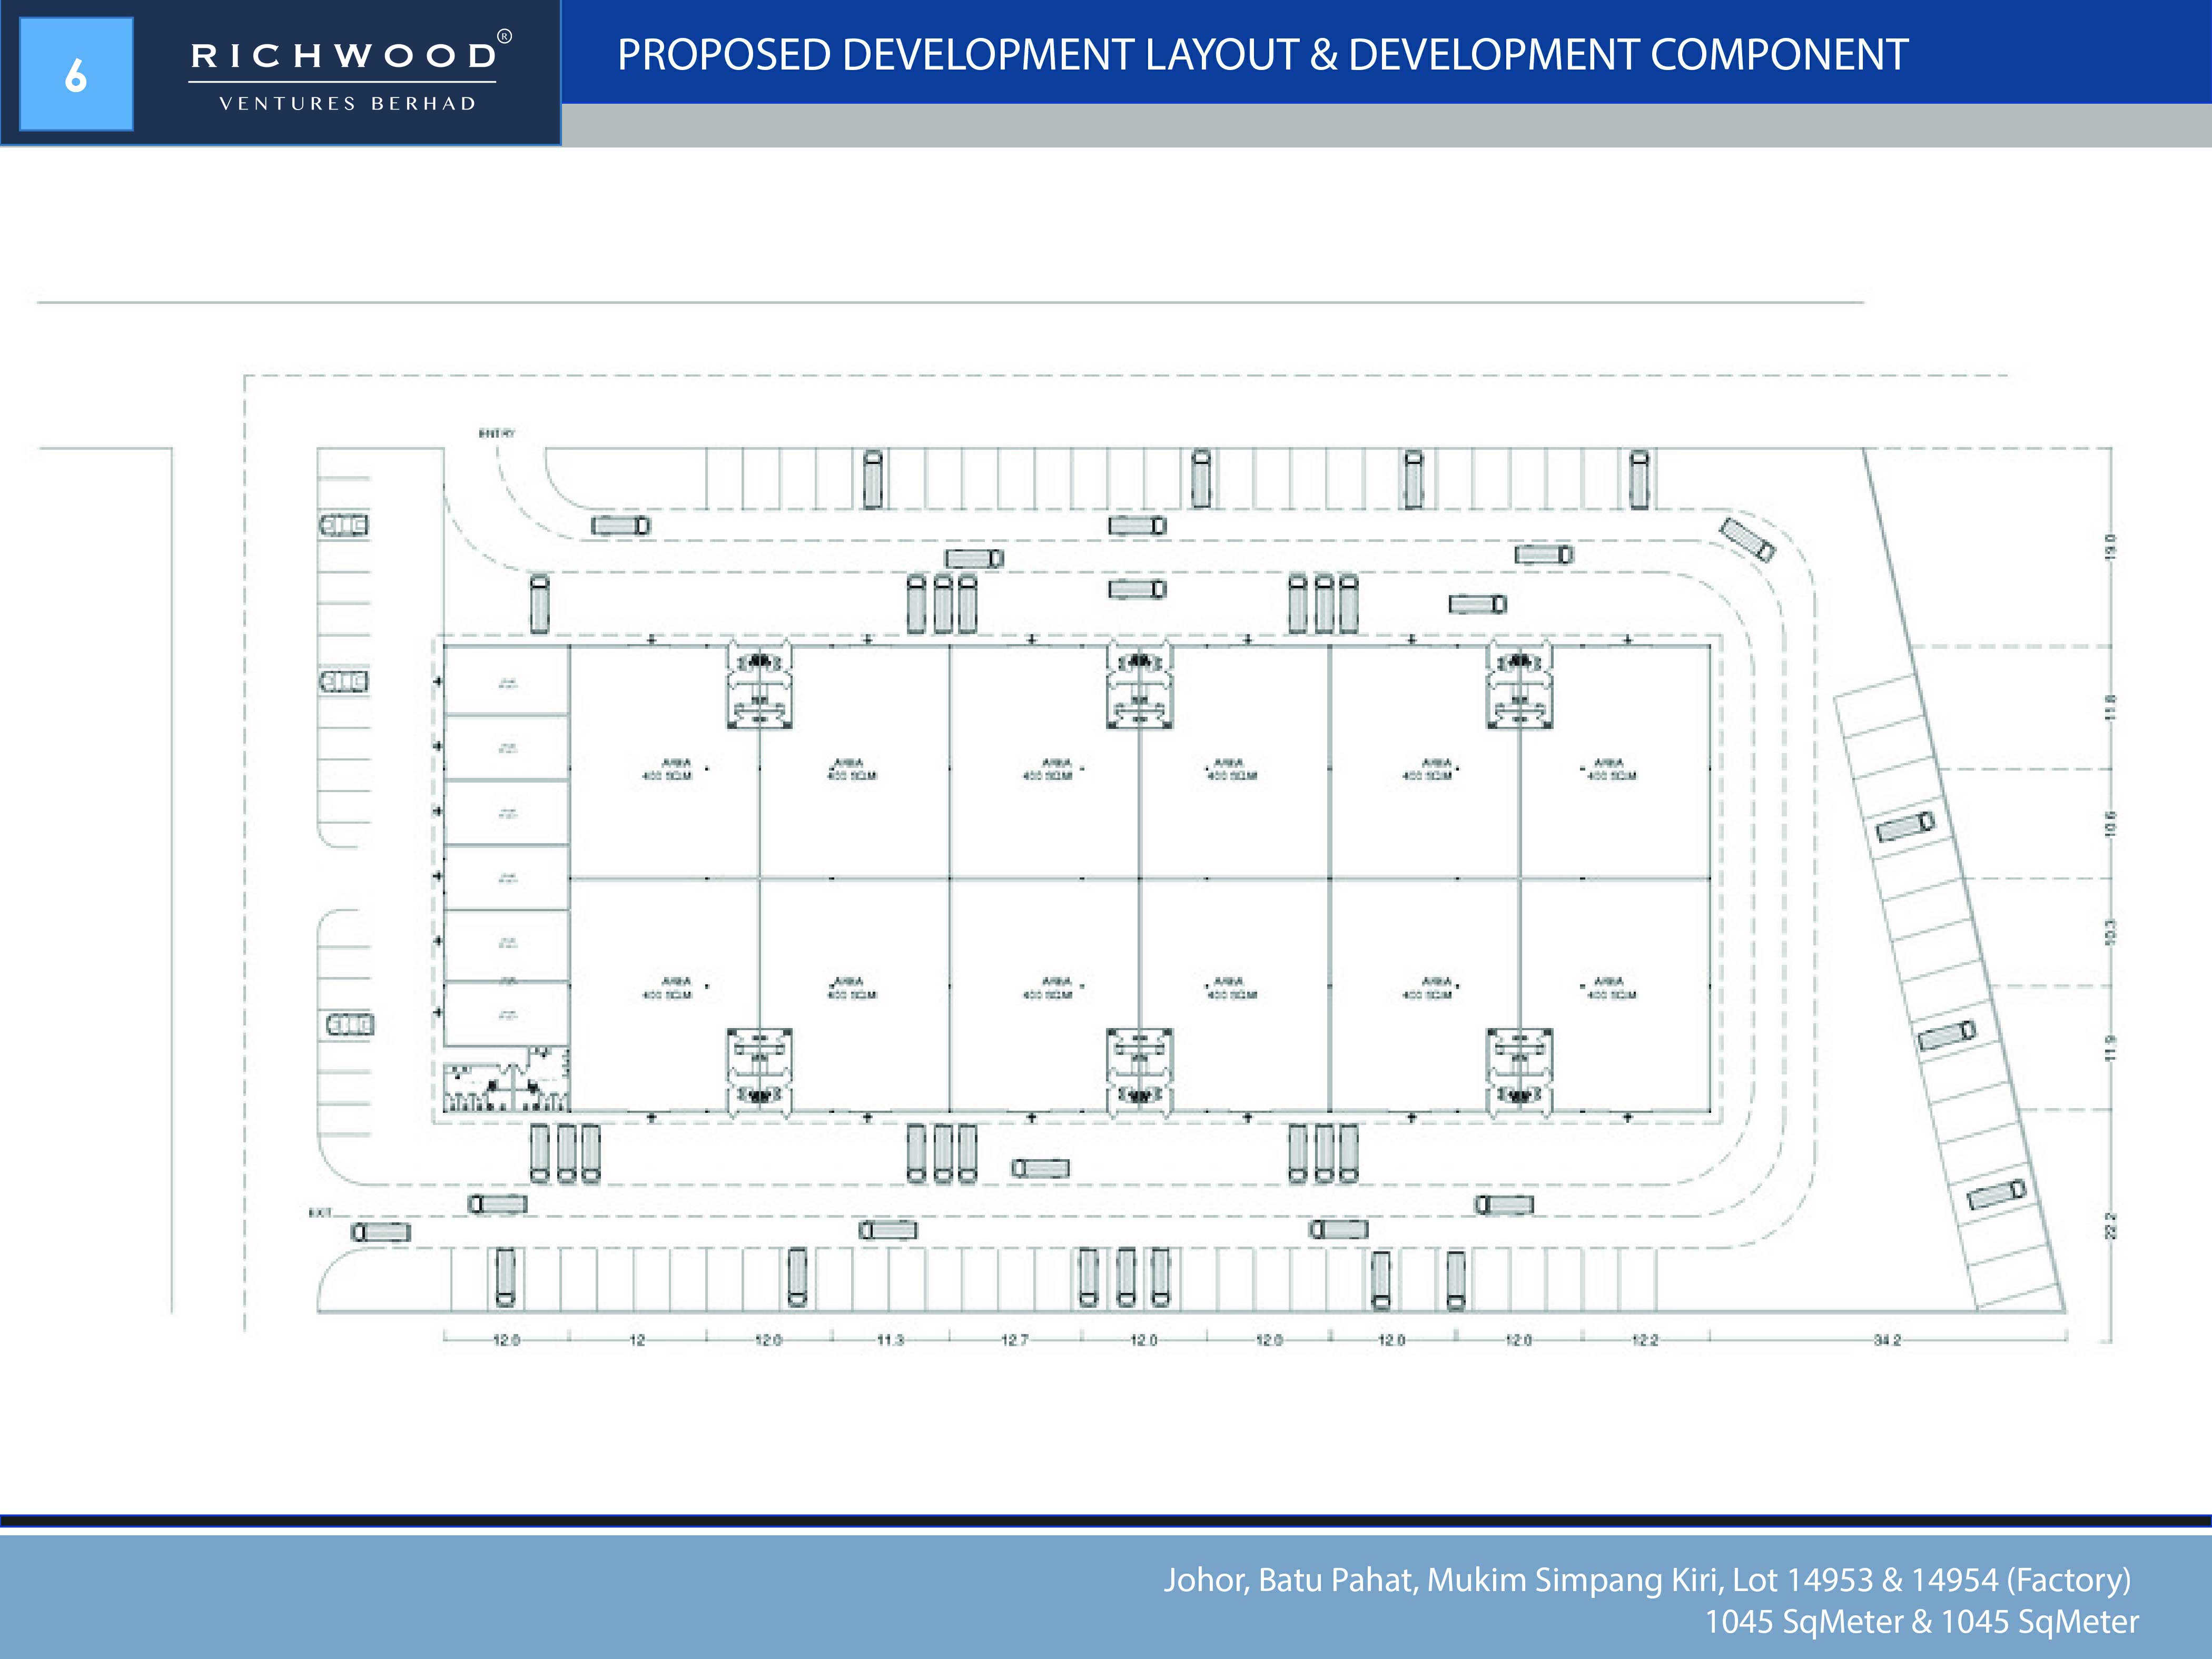 6
RICHWOOD®
VENTURES BERHAD
PROPOSED DEVELOPMENT LAYOUT & DEVELOPMENT COMPONENT
ENTRY
19.0
AREA AREA AREA AREA AREA AREA
400 SQ.M 400 SQ.M 400 SQ.M 400 SQ.M 400 SQ.M 400 SQ.M
11.8
10.6
10.3
AREA AREA AREA AREA AREA AREA
400 SQ.M 400 SQ.M 400 SQ.M 400 SQ.M 400 SQ.M 400 SQ.M
11.9
EXIT
22.2
12.0 12 12.0 11.3 12.7 12.0 12.0 12.0 12.0 12.2 34.2
Johor, Batu Pahat, Mukim Simpang Kiri, Lot 14953 & 14954 (Factory)
1045 SqMeter & 1045 SqMeter